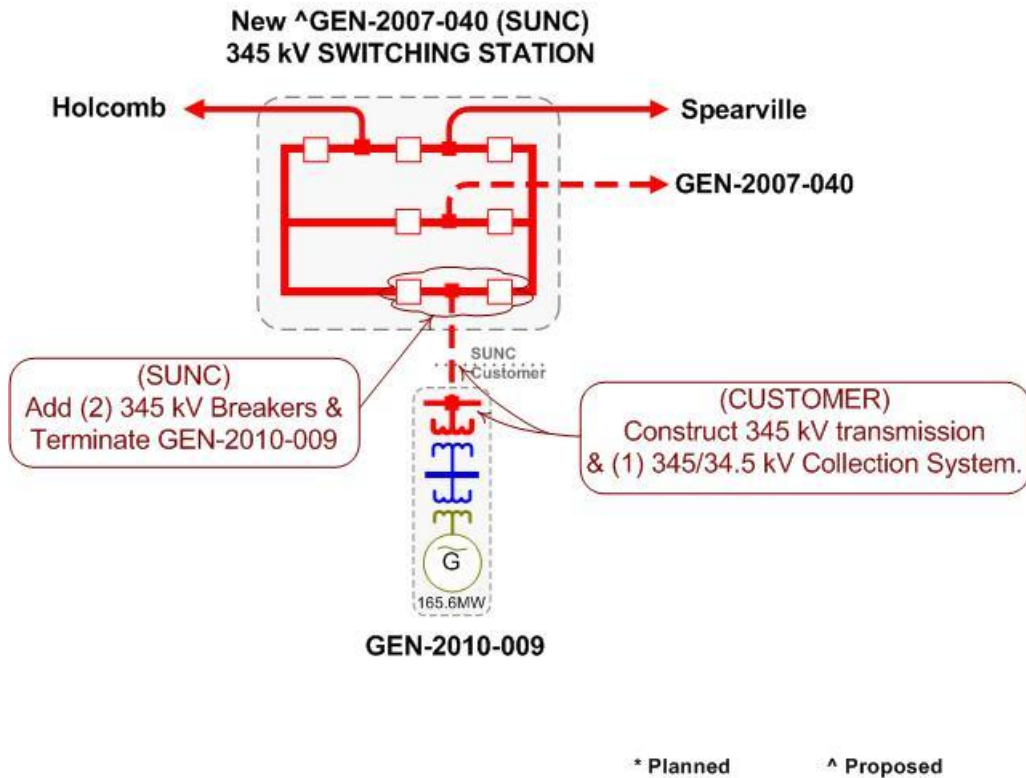 New ^GEN-2007-040 (SUNC)
345 kV SWITCHING STATION
Holcomb
Spearville
GEN-2007-040
SUNC
Customer
(SUNC)
Add (2) 345 kV Breakers &
Terminate GEN-2010-009
(CUSTOMER)
Construct 345 kV transmission
& (1) 345/34.5 kV Collection System.
G
165.6MW
GEN-2010-009
* Planned
^ Proposed